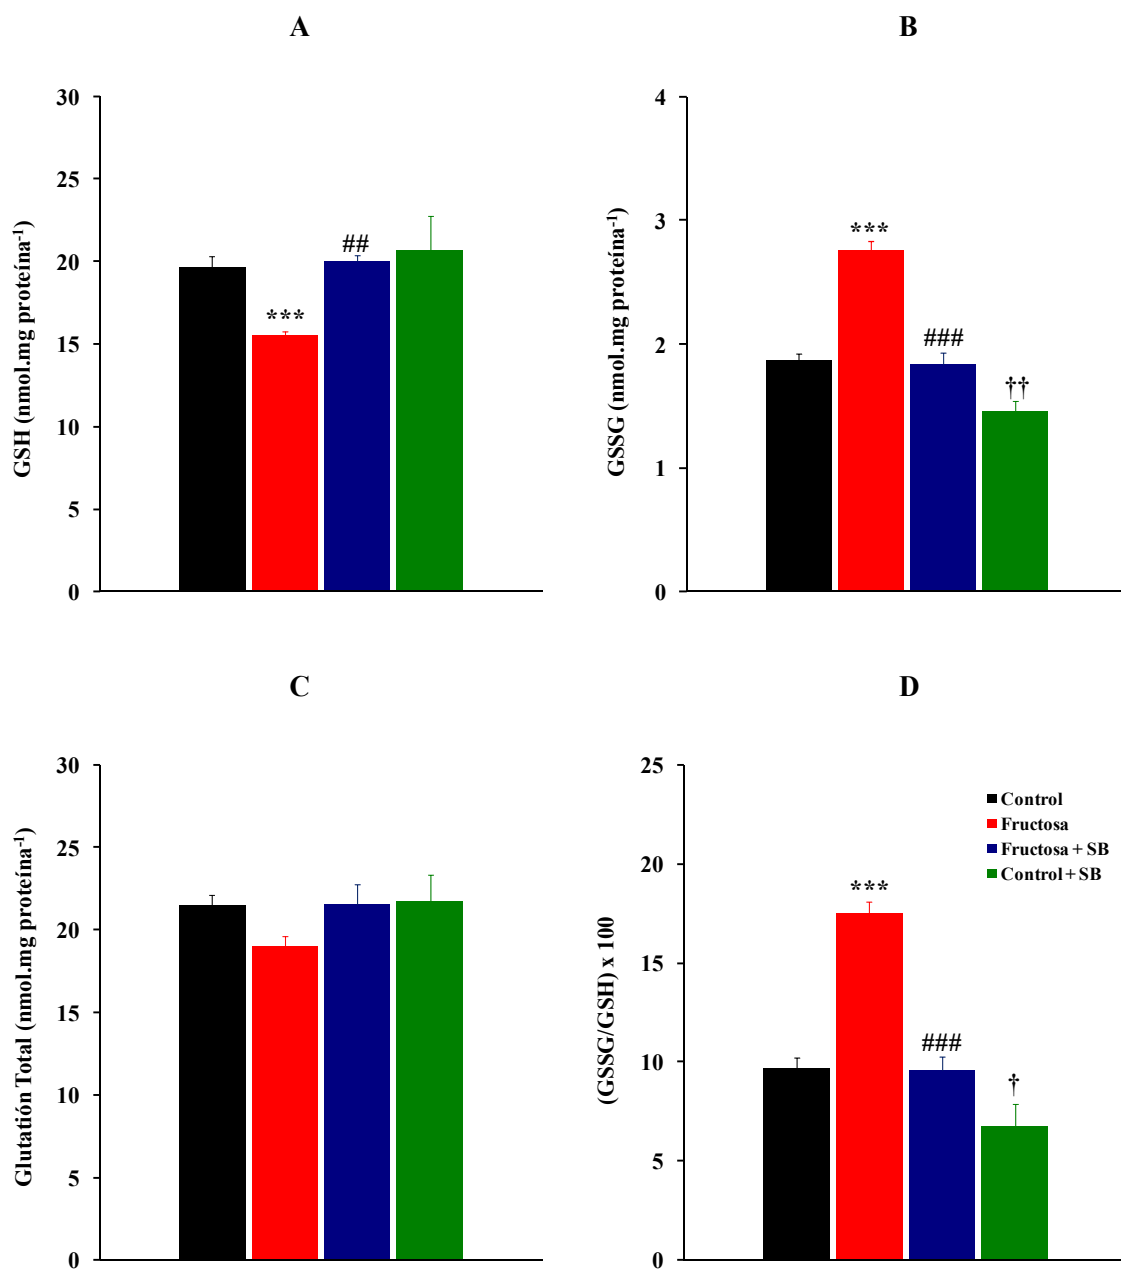 A
GSH (nmol.mg proteína⁻¹)
30
25
20
15
10
5
0
***
##
B
GSSG (nmol.mg proteína⁻¹)
4
3
2
1
0
***
###
††
C
Glutatión Total (nmol.mg proteína⁻¹)
30
25
20
15
10
5
0
D
(GSSG/GSH) x 100
25
20
15
10
5
0
***
###
†
Control
Fructosa
Fructosa + SB
Control + SB